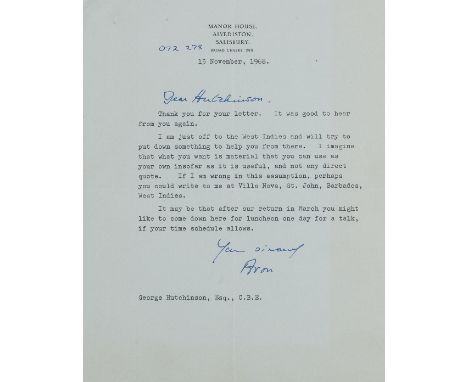 MANOR HOUSE,
ALVEDISTON,
SALISBURY.
15 November, 1968.
Dear Hutchinson,
Thank you for your letter. It was good to hear
from you again.
I am just off to the West Indies and will try to
put down something to help you from there. I imagine
that what you want is material that you can use as
your own insofar as it is useful, and not any direct
quote. If I am wrong in this assumption, perhaps
you could write to me at Villa Nova, St. John, Barbados,
West Indies.
It may be that after our return in March you might
like to come down here for luncheon one day for a talk,
if your time schedule allows.
Yours sincerely
Avon
George Hutchinson, Esq., C.B.E.